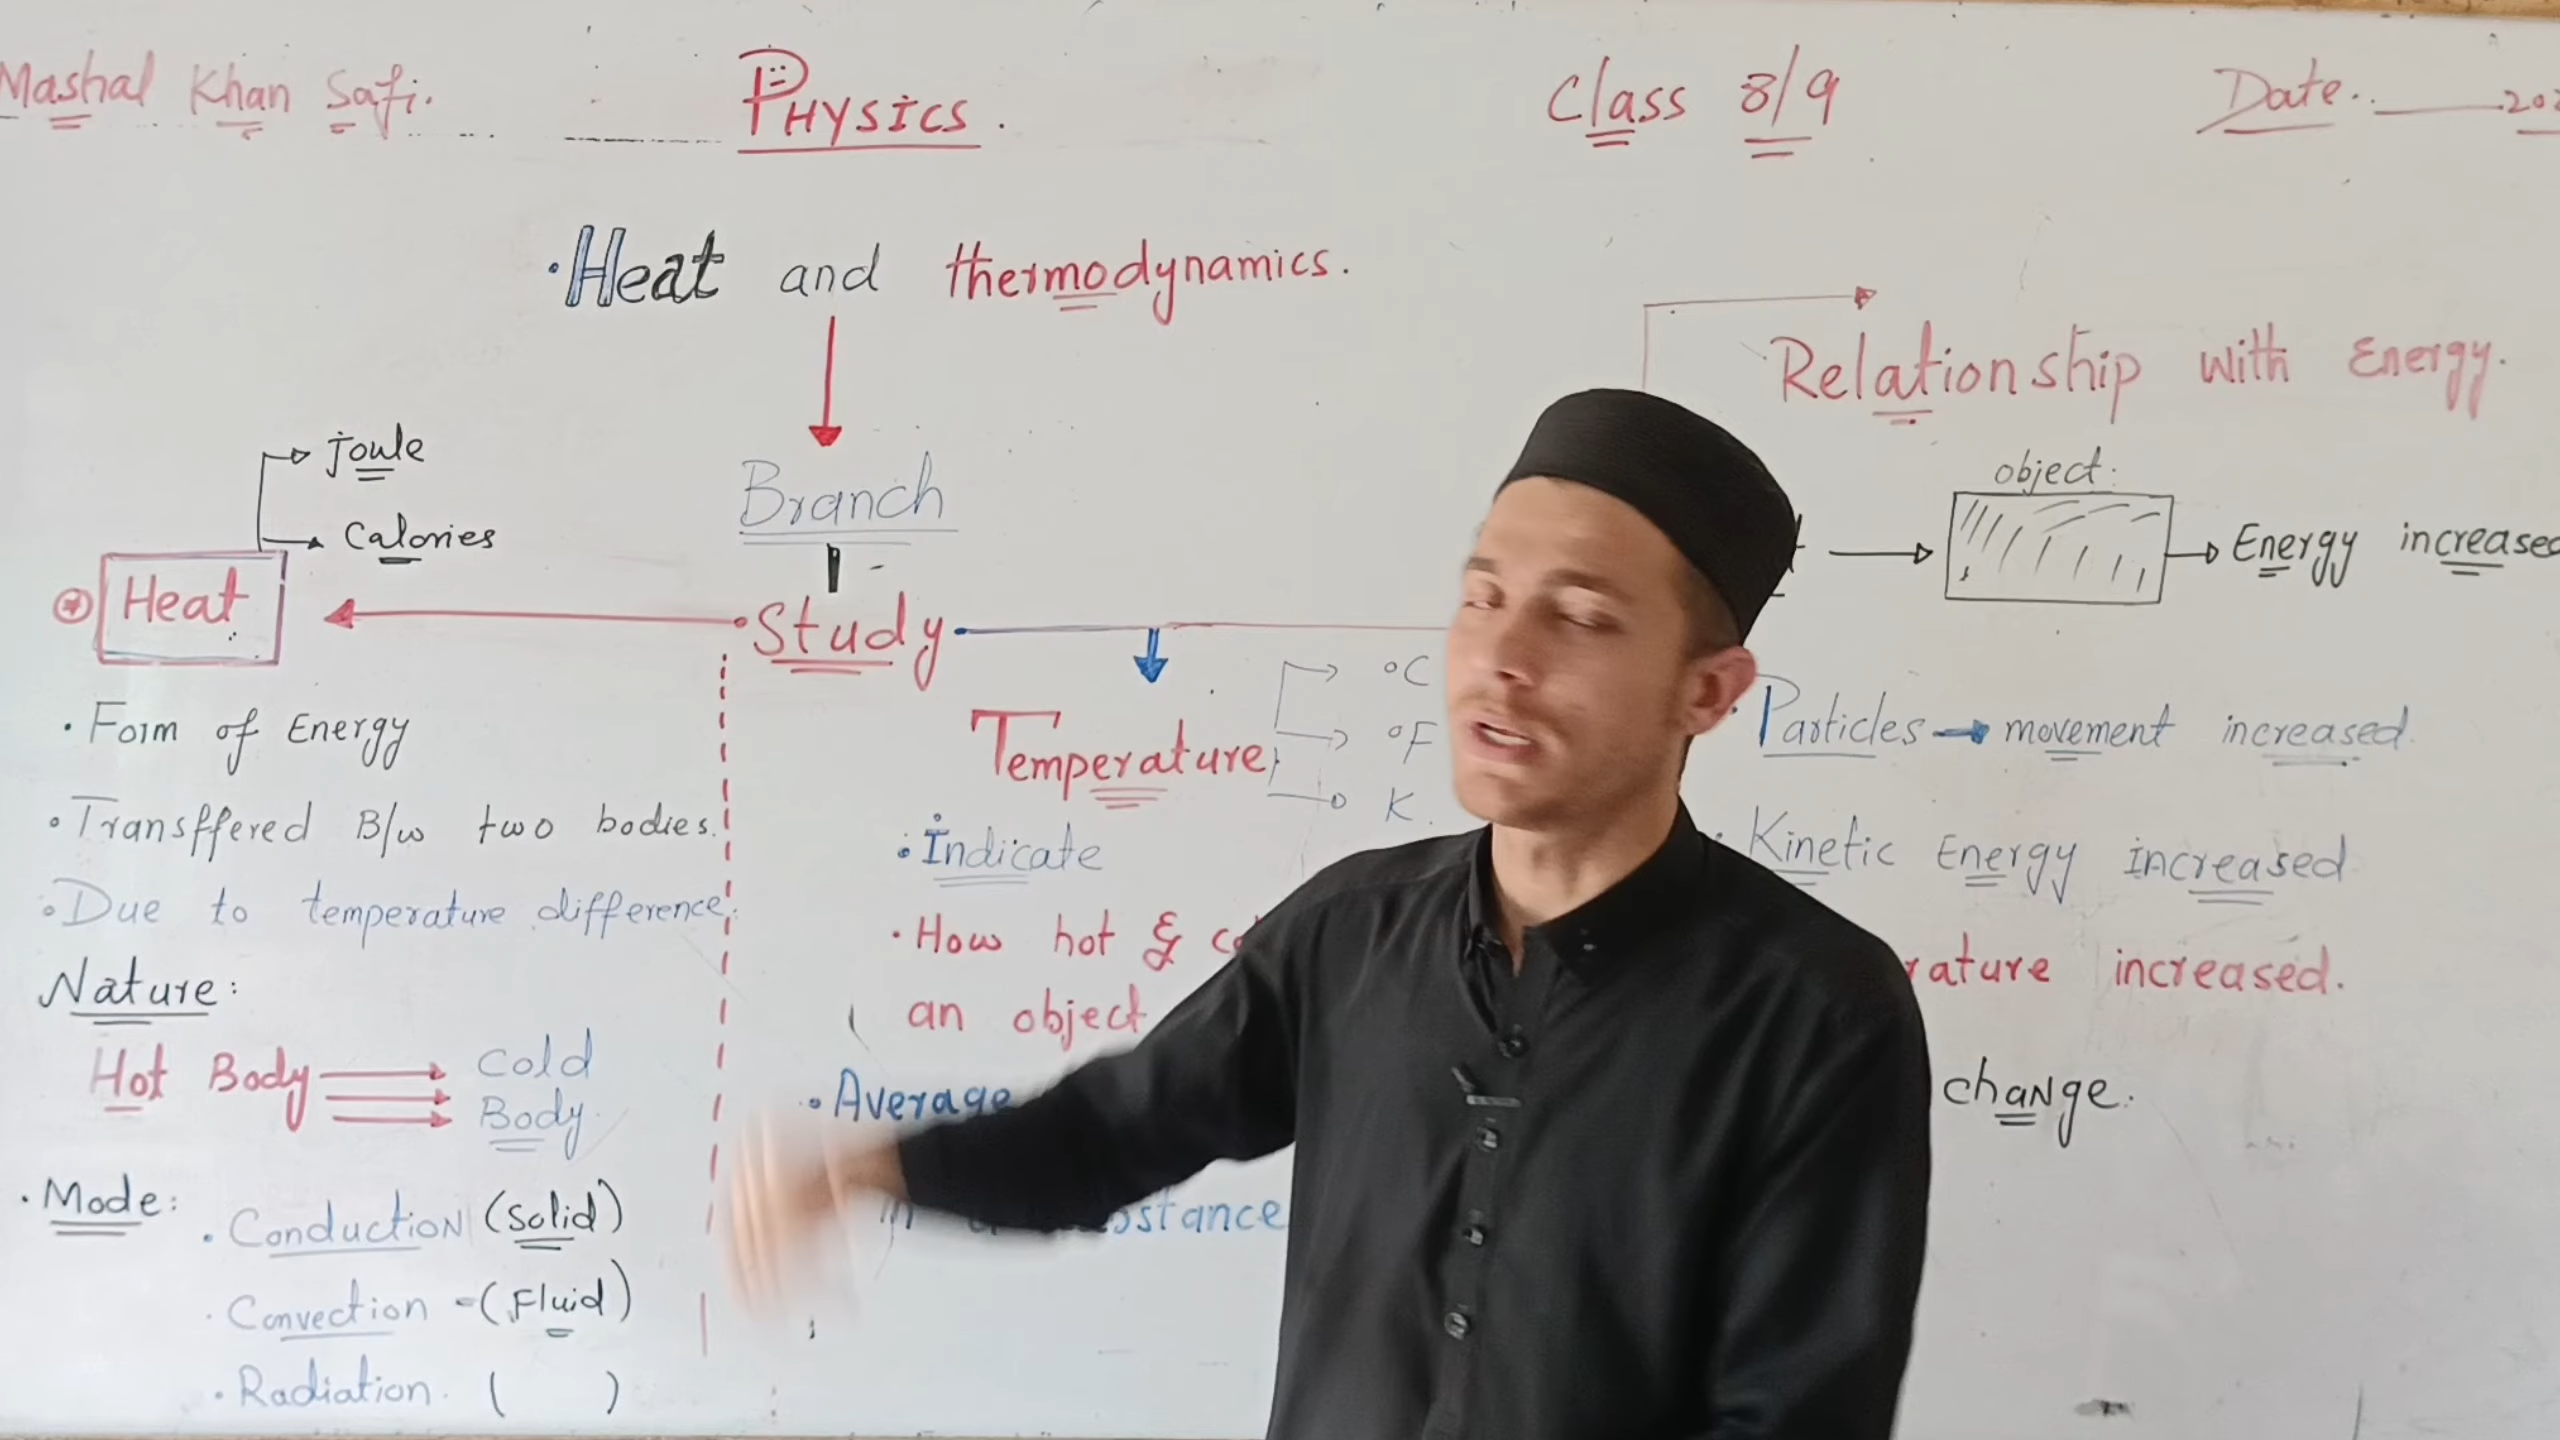 Mashal Khan Safi.
PHYSICS.
Class 8/9
Date.
• Heat and thermodynamics.
Branch
• Study
joule
Calories
Heat
• Form of Energy
• Transffered B/w two bodies.
• Due to temperature difference.
Nature:
Hot Body
Cold
Body
• Mode:
• Conduction (Solid)
• Convection - (Fluid)
• Radiation. ( )
Temperature
°C
°F
K.
• Indicate
• How hot &
an object
• Average
in
Relationship with Energy.
object:
Energy increased
• Particles → movement increased.
• Kinetic Energy increased
increased.
change.